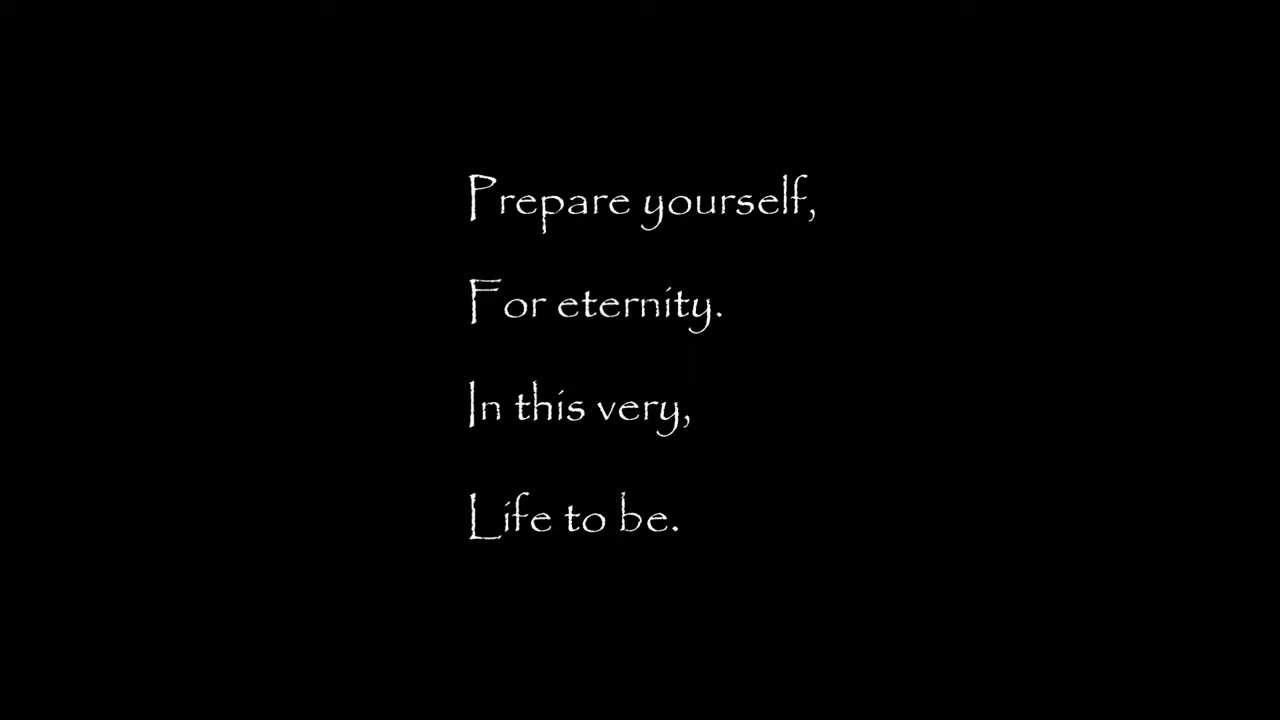 Prepare yourself,
For eternity.
In this very,
Life to be.